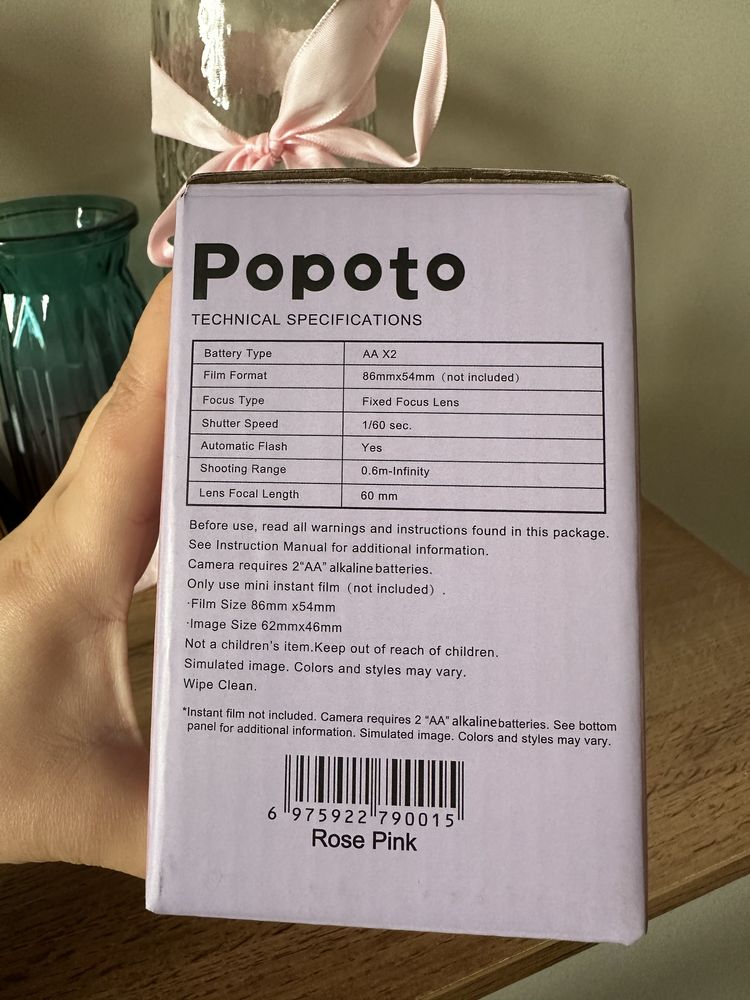 Popoto
TECHNICAL SPECIFICATIONS
Battery Type AA X2
Film Format 86mmx54mm（not included）
Focus Type Fixed Focus Lens
Shutter Speed 1/60 sec.
Automatic Flash Yes
Shooting Range 0.6m-Infinity
Lens Focal Length 60 mm
Before use, read all warnings and instructions found in this package.
See Instruction Manual for additional information.
Camera requires 2“AA” alkaline batteries.
Only use mini instant film（not included）.
·Film Size 86mm x54mm
·Image Size 62mmx46mm
Not a children's item.Keep out of reach of children.
Simulated image. Colors and styles may vary.
Wipe Clean.
*Instant film not included. Camera requires 2 “AA” alkaline batteries. See bottom
panel for additional information. Simulated image. Colors and styles may vary.
6 975922 790015
Rose Pink